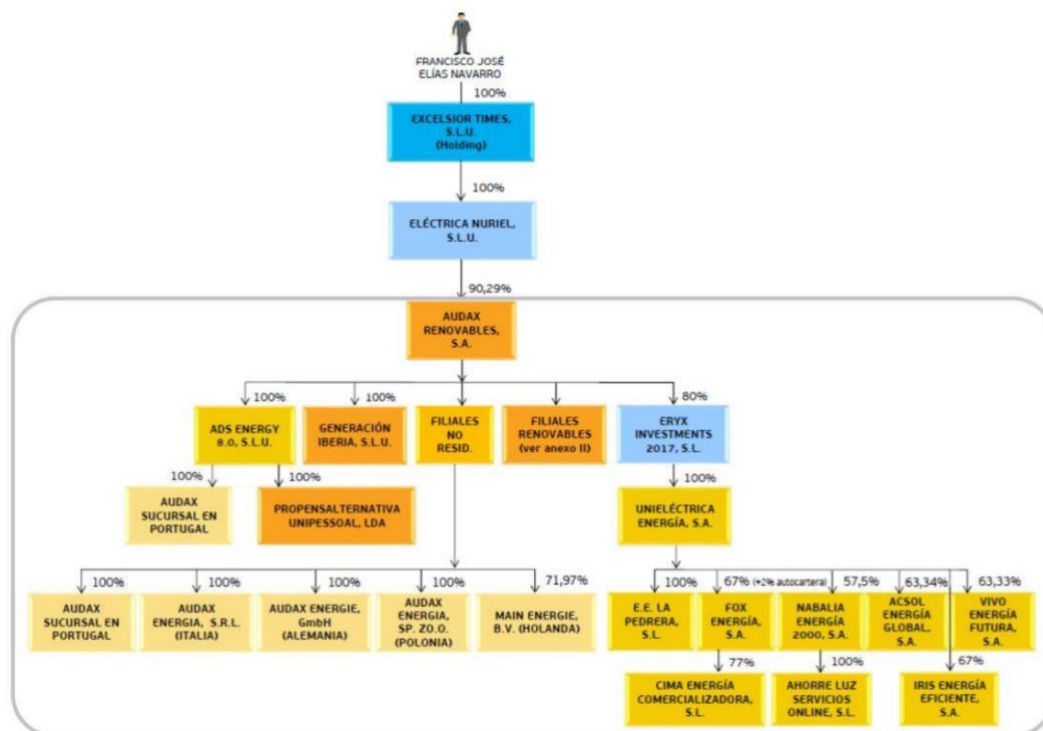 FRANCISCO JOSÉ
ELÍAS NAVARRO
100%
EXCELSIOR TIMES,
S.L.U.
(Holding)
100%
ELÉCTRICA NURIEL,
S.L.U.
90,29%
AUDAX
RENOVABLES,
S.A.
100%
100%
80%
ADS ENERGY
8.0, S.L.U.
GENERACIÓN
IBERIA, S.L.U.
FILIALES
NO
RESID.
FILIALES
RENOVABLES
(ver anexo II)
ERYX
INVESTMENTS
2017, S.L.
100%
100%
100%
AUDAX
SUCURSAL EN
PORTUGAL
PROPENSALTERNATIVA
UNIPESSOAL, LDA
UNIELÉCTRICA
ENERGÍA, S.A.
100%
100%
100%
100%
71,97%
100%
67% (+2% autocartera)
57,5%
63,34%
63,33%
AUDAX
SUCURSAL EN
PORTUGAL
AUDAX
ENERGIA, S.R.L.
(ITALIA)
AUDAX ENERGIE,
GmbH
(ALEMANIA)
AUDAX
ENERGIA,
SP. ZO.O.
(POLONIA)
MAIN ENERGIE,
B.V. (HOLANDA)
E.E. LA
PEDRERA,
S.L.
FOX
ENERGÍA,
S.A.
NABALIA
ENERGÍA
2000, S.A.
ACSOL
ENERGÍA
GLOBAL,
S.A.
VIVO
ENERGÍA
FUTURA,
S.A.
77%
100%
67%
CIMA ENERGÍA
COMERCIALIZADORA,
S.L.
AHORRE LUZ
SERVICIOS
ONLINE, S.L.
IRIS ENERGÍA
EFICIENTE,
S.A.